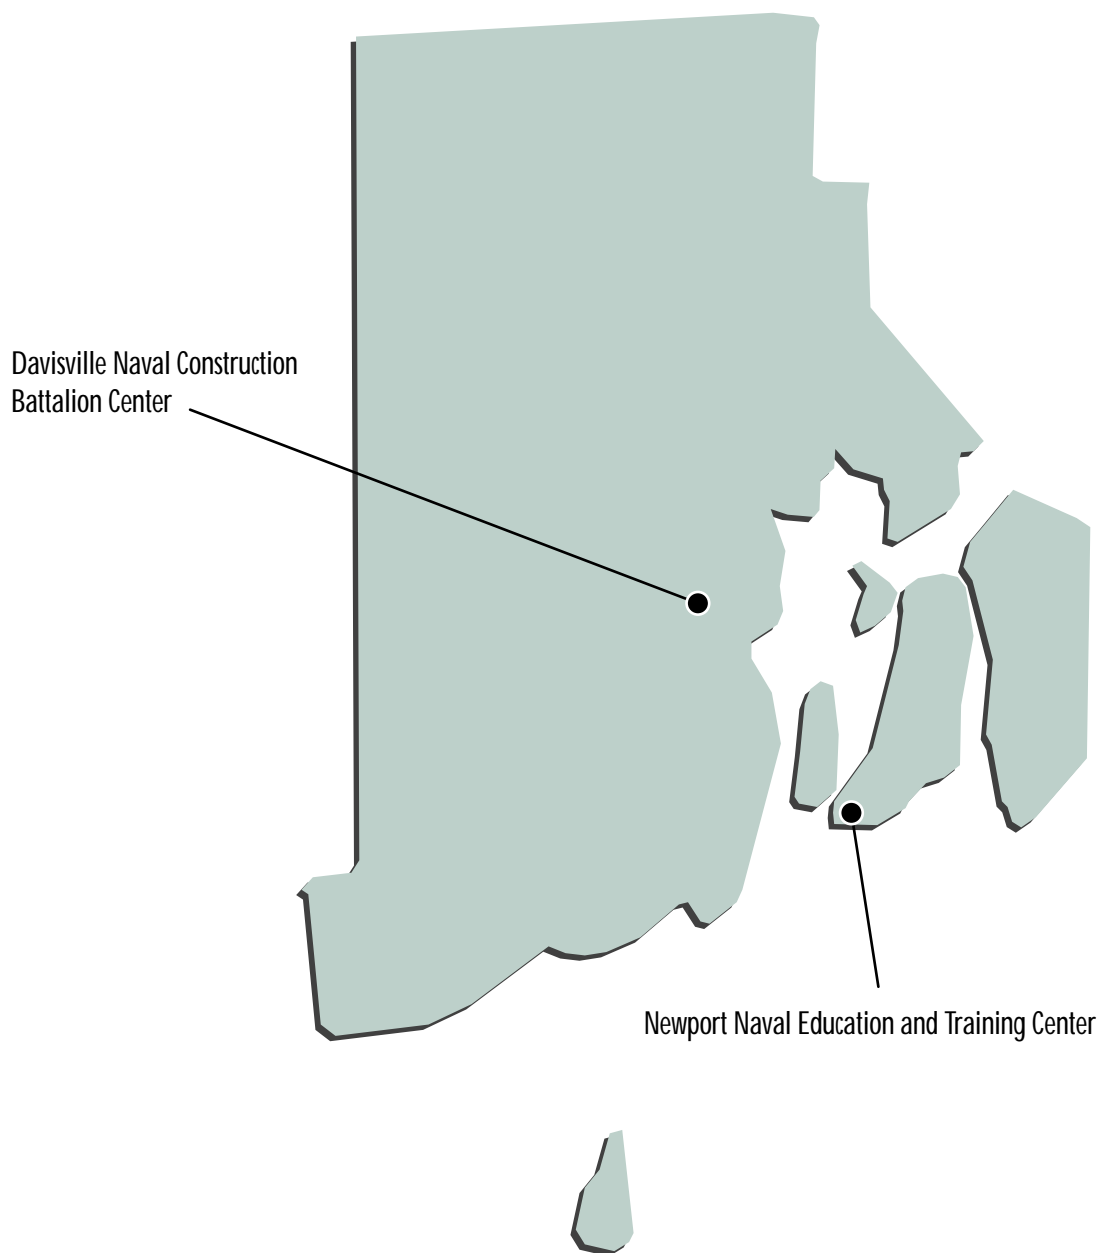 Davisville Naval Construction
Battalion Center
Newport Naval Education and Training Center